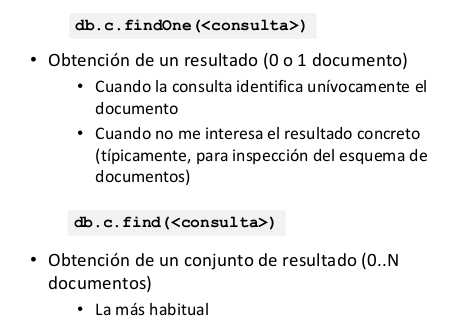 db.c.findOne(<consulta>)
• Obtención de un resultado (0 o 1 documento)
• Cuando la consulta identifica unívocamente el
documento
• Cuando no me interesa el resultado concreto
(típicamente, para inspección del esquema de
documentos)
db.c.find(<consulta>)
• Obtención de un conjunto de resultado (0..N
documentos)
• La más habitual